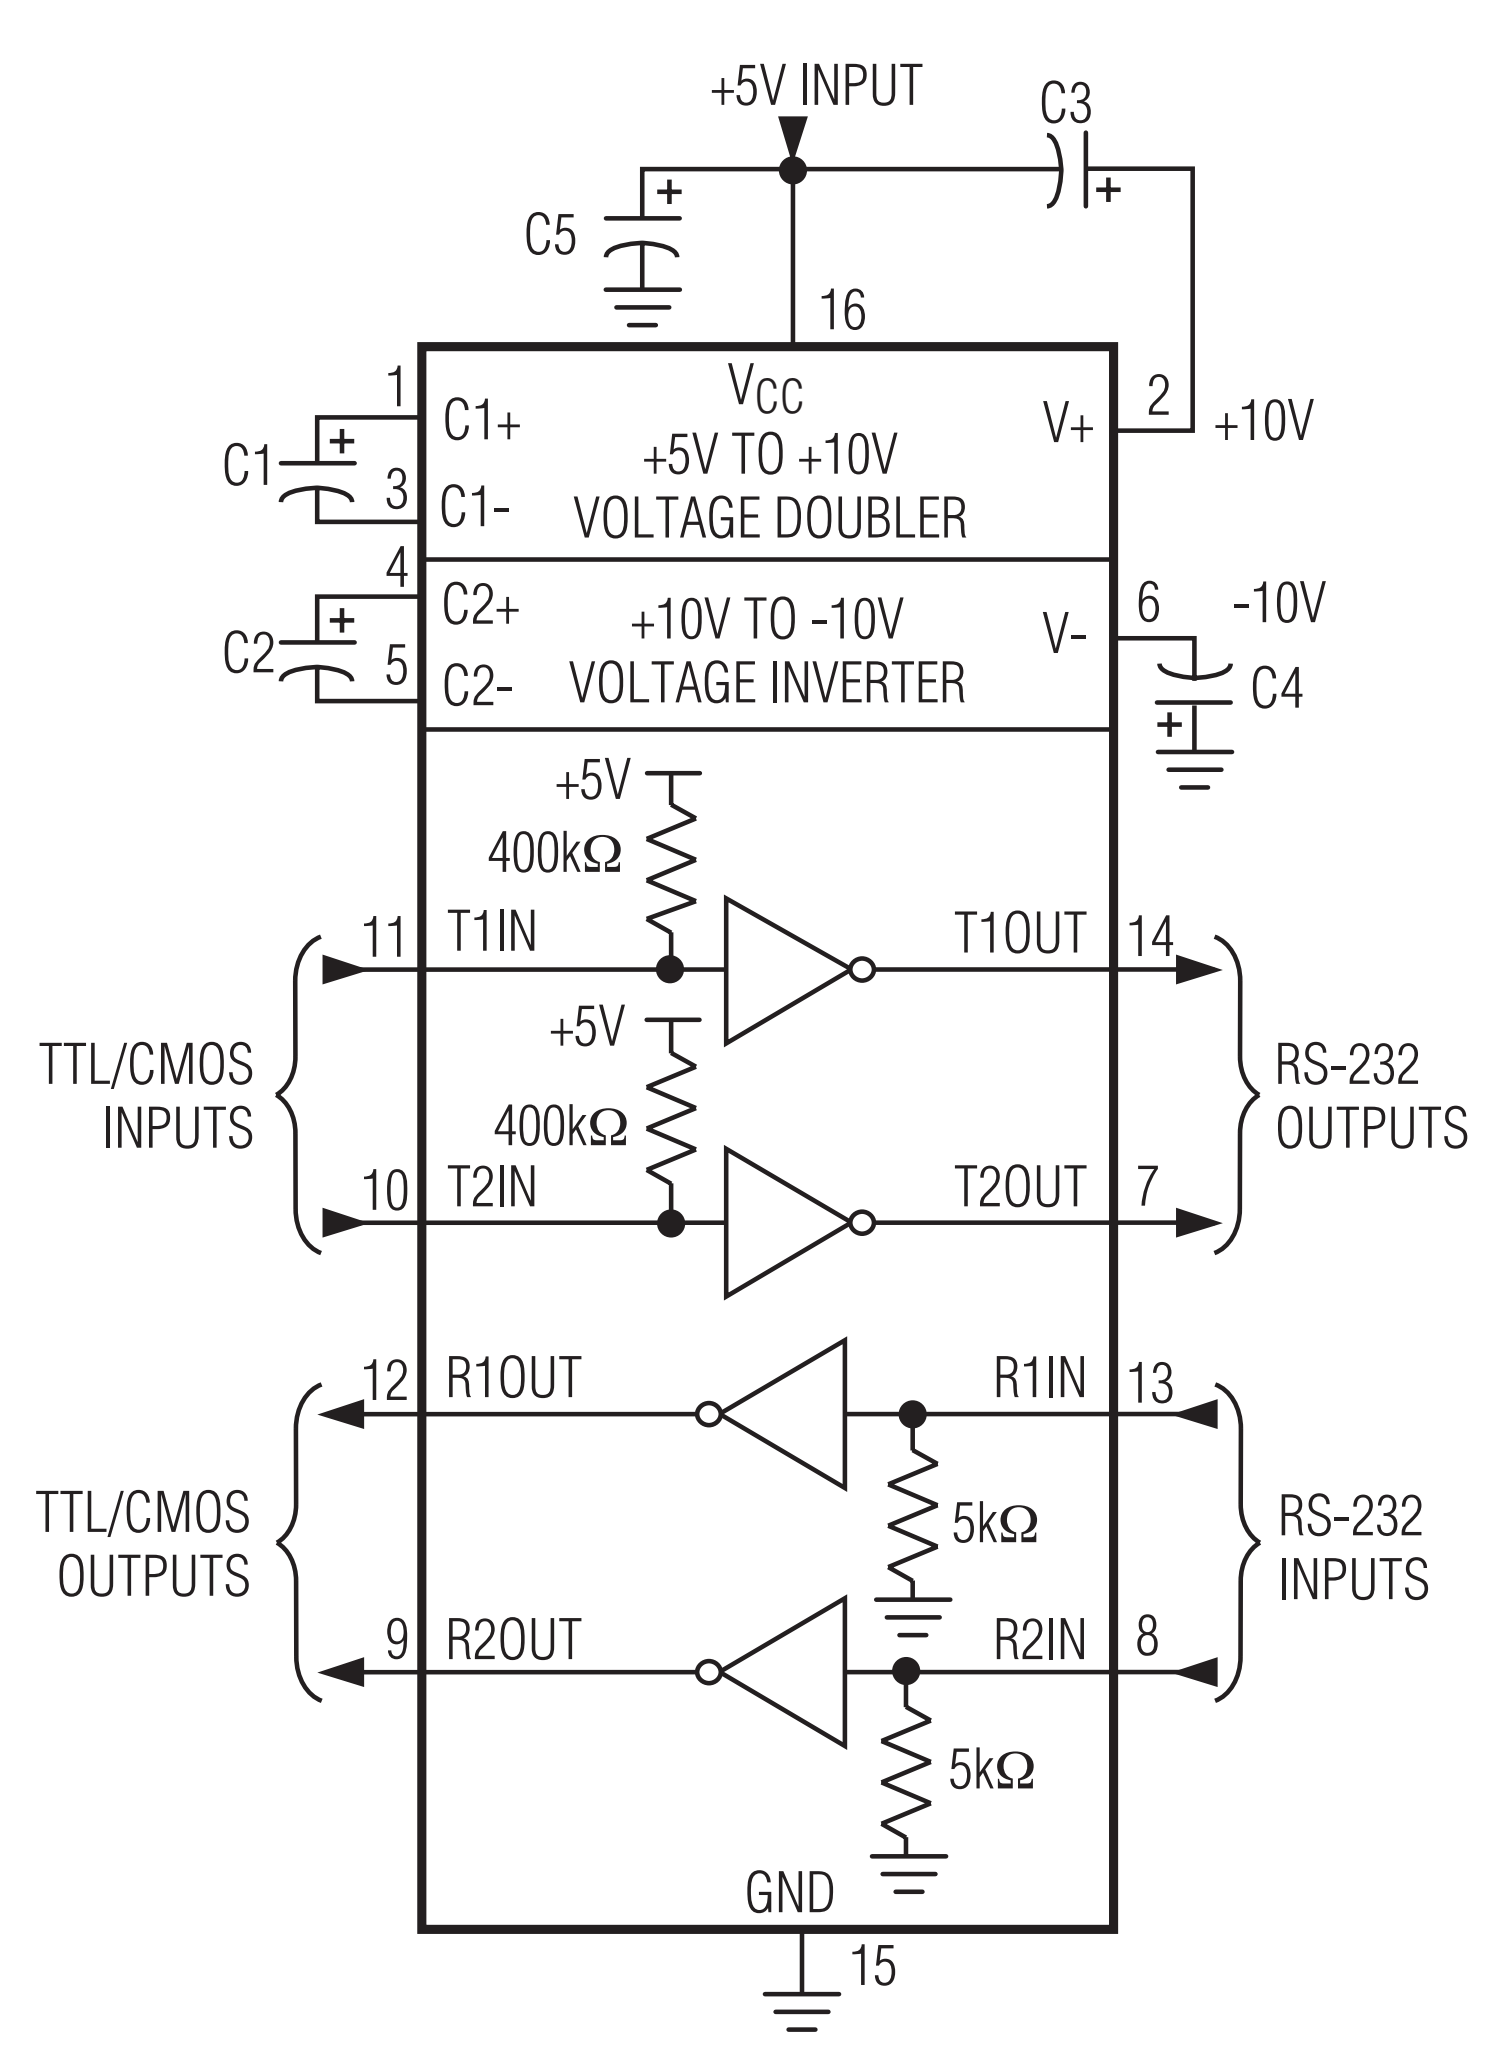 +5V INPUT
C3
+
+
C5
16
1
C1+
VCC
V+
2
+10V
+5V TO +10V
VOLTAGE DOUBLER
C1
+
3
C1-
4
C2+
+10V TO -10V
VOLTAGE INVERTER
V-
6
-10V
C2
+
5
C2-
C4
+
+5V
400kΩ
11
T1IN
T1OUT
14
+5V
400kΩ
TTL/CMOS
INPUTS
RS-232
OUTPUTS
10
T2IN
T2OUT
7
12
R1OUT
R1IN
13
5kΩ
TTL/CMOS
OUTPUTS
RS-232
INPUTS
9
R2OUT
R2IN
8
5kΩ
GND
15